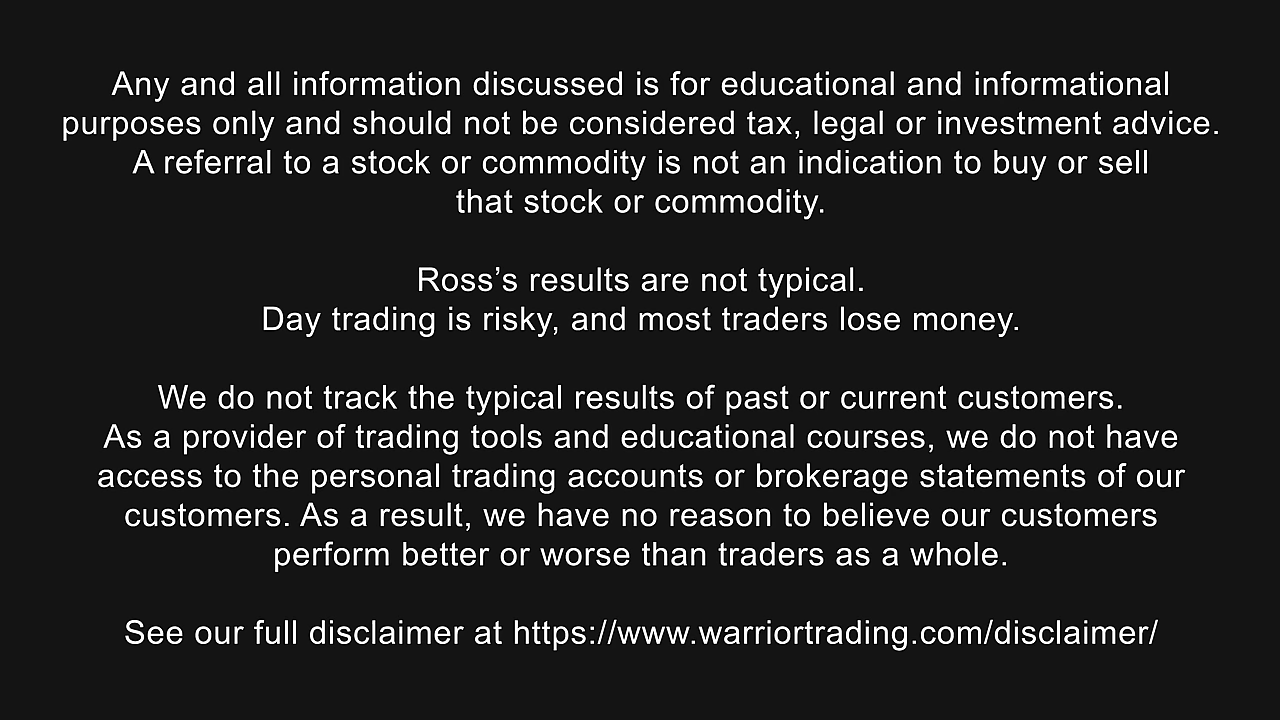 Any and all information discussed is for educational and informational
purposes only and should not be considered tax, legal or investment advice.
A referral to a stock or commodity is not an indication to buy or sell
that stock or commodity.
Ross’s results are not typical.
Day trading is risky, and most traders lose money.
We do not track the typical results of past or current customers.
As a provider of trading tools and educational courses, we do not have
access to the personal trading accounts or brokerage statements of our
customers. As a result, we have no reason to believe our customers
perform better or worse than traders as a whole.
See our full disclaimer at https://www.warriortrading.com/disclaimer/